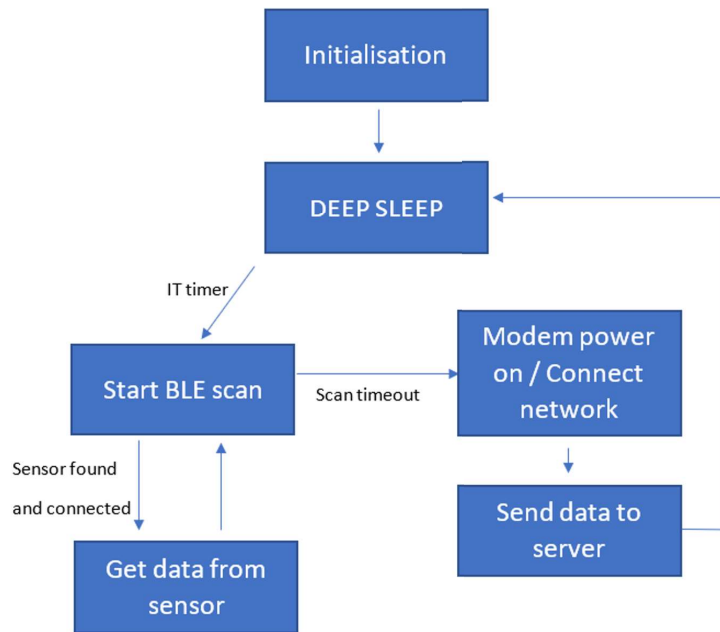 Initialisation
DEEP SLEEP
IT timer
Start BLE scan
Scan timeout
Modem power
on / Connect
network
Sensor found
and connected
Get data from
sensor
Send data to
server